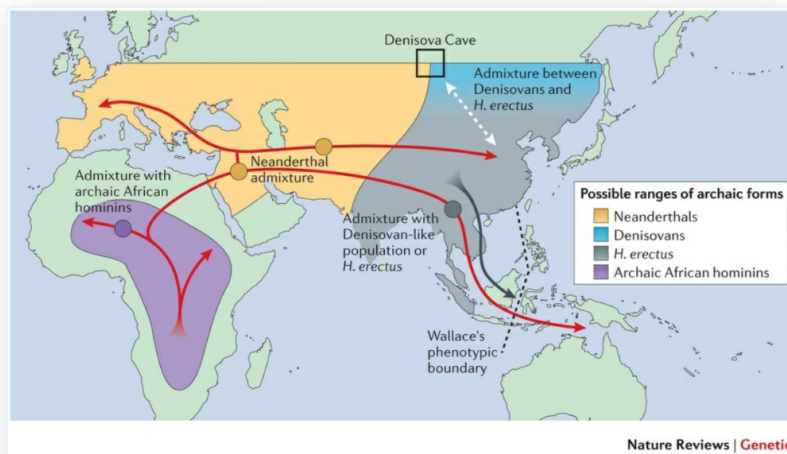 Denisova Cave
Admixture between
Denisovans and
H. erectus
Neanderthal
admixture
Admixture with
archaic African
hominins
Admixture with
Denisovan-like
population or
H. erectus
Wallace's
phenotypic
boundary
Possible ranges of archaic forms
Neanderthals
Denisovans
H. erectus
Archaic African hominins
Nature Reviews | Genetic